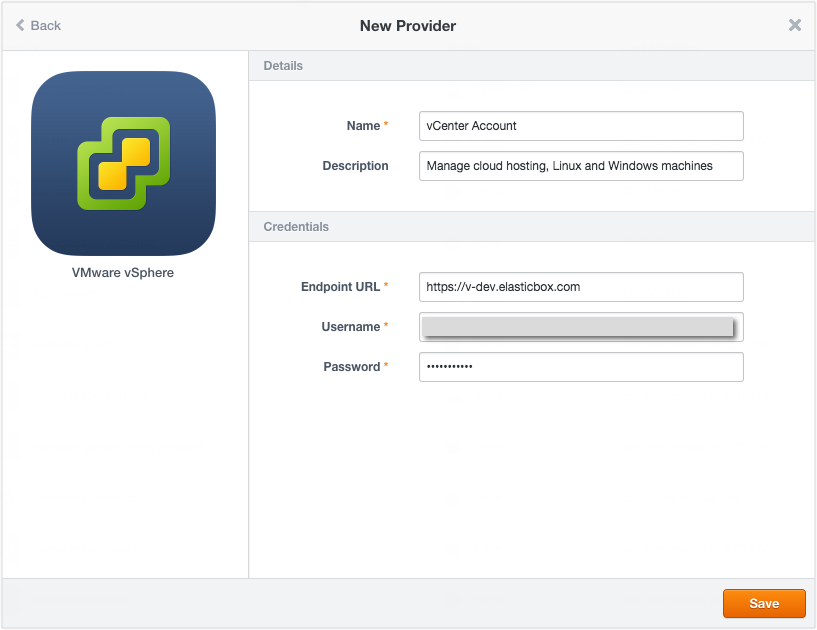 Back
New Provider
Details
Name *
vCenter Account
Description
Manage cloud hosting, Linux and Windows machines
VMware vSphere
Credentials
Endpoint URL *
https://v-dev.elasticbox.com
Username *
Password *
•••••••••••
Save